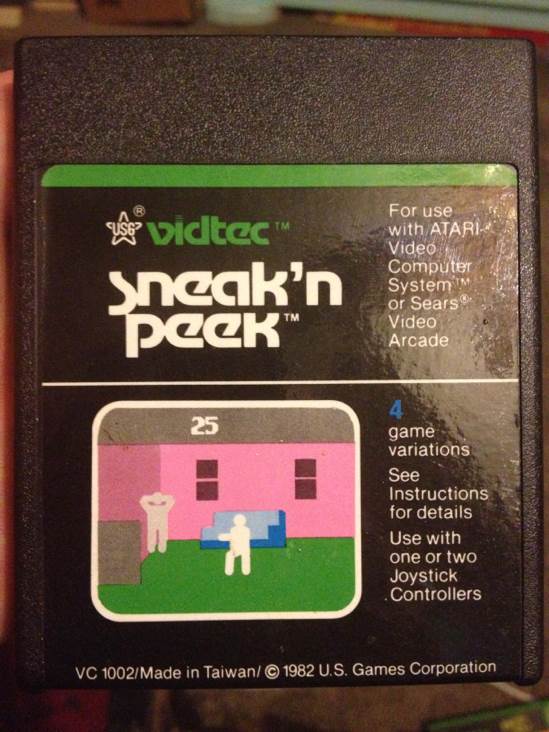 USG® vidtec™
sneak'n
peek™
For use
with ATARI®
Video
Computer
System™
or Sears®
Video
Arcade
25
4
game
variations
See
Instructions
for details
Use with
one or two
Joystick
Controllers
VC 1002/Made in Taiwan/ © 1982 U.S. Games Corporation